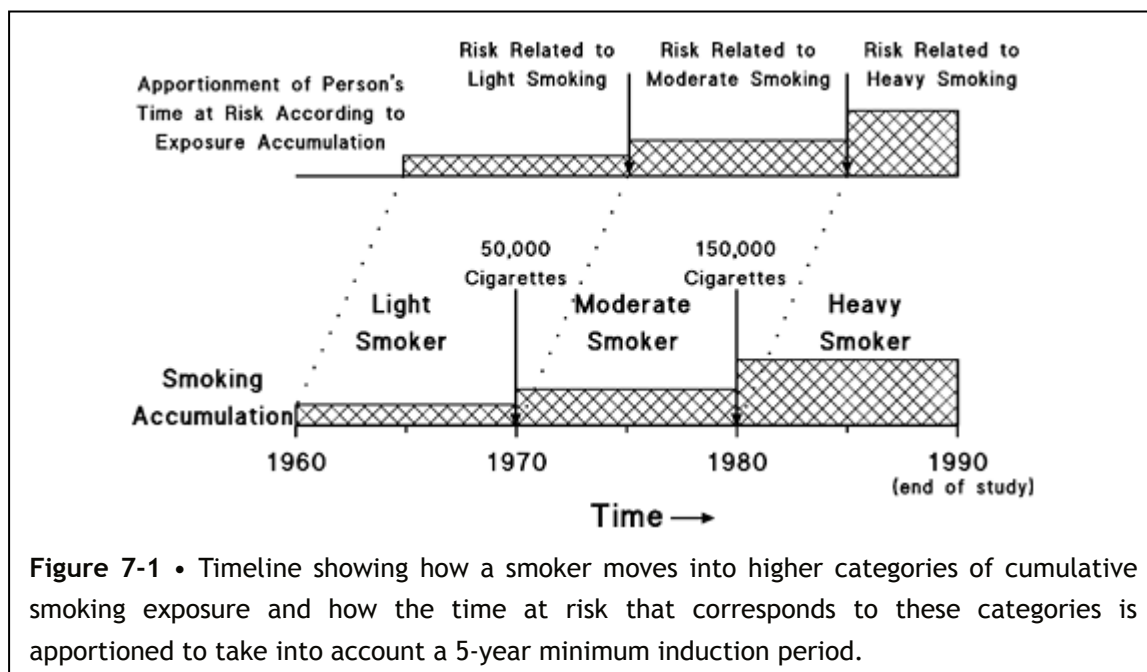 Risk Related to
Light Smoking
Risk Related to
Moderate Smoking
Risk Related to
Heavy Smoking
Apportionment of Person's
Time at Risk According to
Exposure Accumulation
50,000
Cigarettes
150,000
Cigarettes
Light
Smoker
Moderate
Smoker
Heavy
Smoker
Smoking
Accumulation
1960
1970
1980
1990
(end of study)
Time →
Figure 7-1 • Timeline showing how a smoker moves into higher categories of cumulative
smoking exposure and how the time at risk that corresponds to these categories is
apportioned to take into account a 5-year minimum induction period.